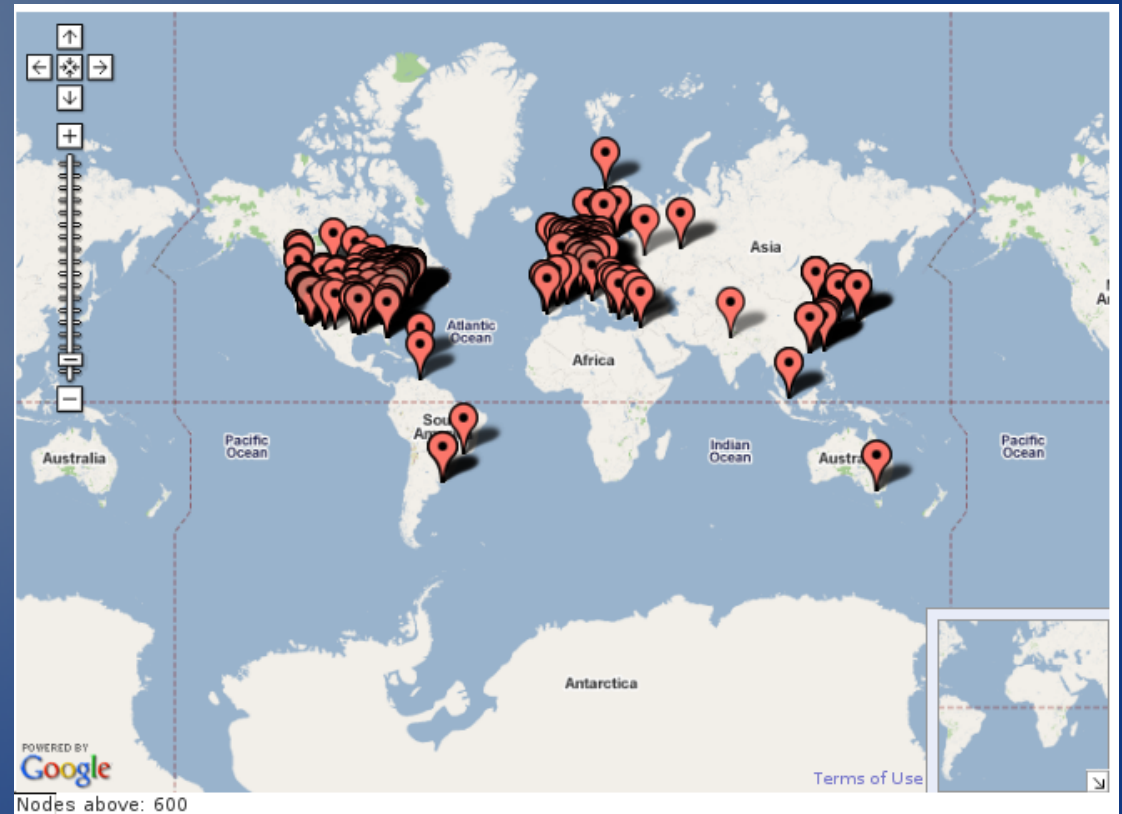 Asia
Atlantic
Ocean
Africa
Pacific
Ocean
Indian
Ocean
Pacific
Ocean
Australia
Antarctica
POWERED BY
Google
Terms of Use
Nodes above: 600